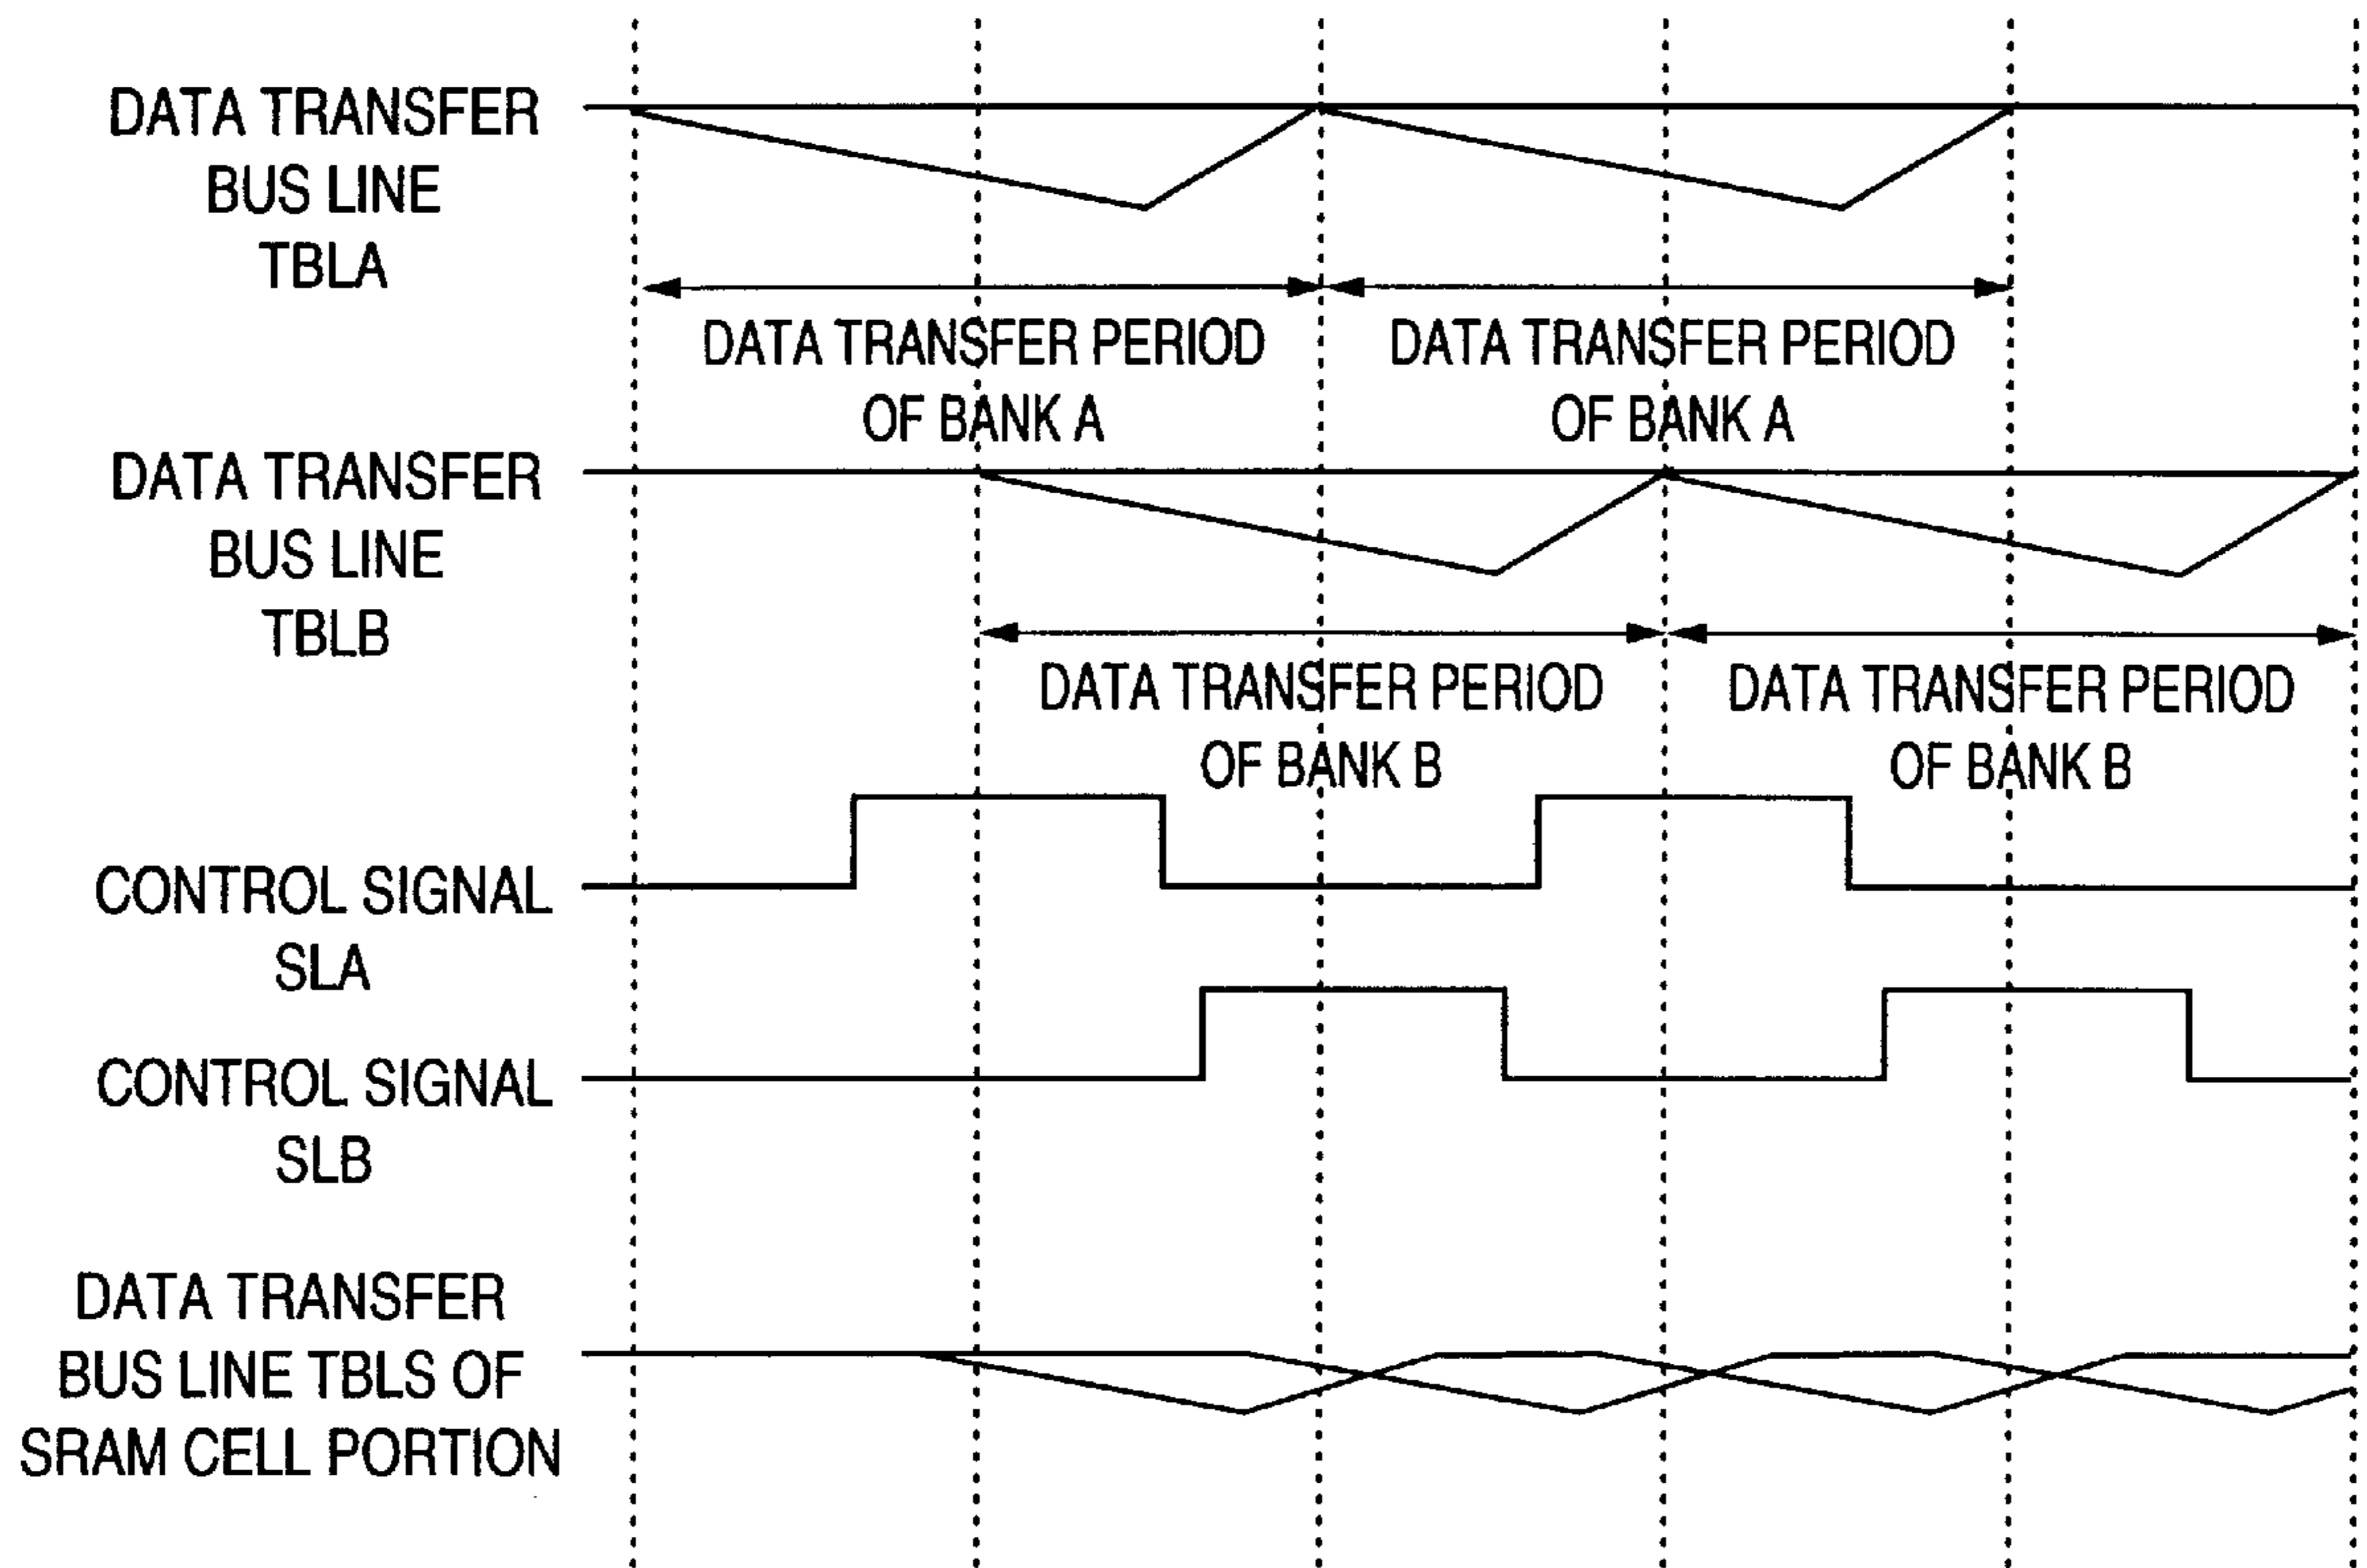 DATA TRANSFER
BUS LINE
TBLA
DATA TRANSFER PERIOD
OF BANK A
DATA TRANSFER PERIOD
OF BANK A
DATA TRANSFER
BUS LINE
TBLB
DATA TRANSFER PERIOD
OF BANK B
DATA TRANSFER PERIOD
OF BANK B
CONTROL SIGNAL
SLA
CONTROL SIGNAL
SLB
DATA TRANSFER
BUS LINE TBLS OF
SRAM CELL PORTION